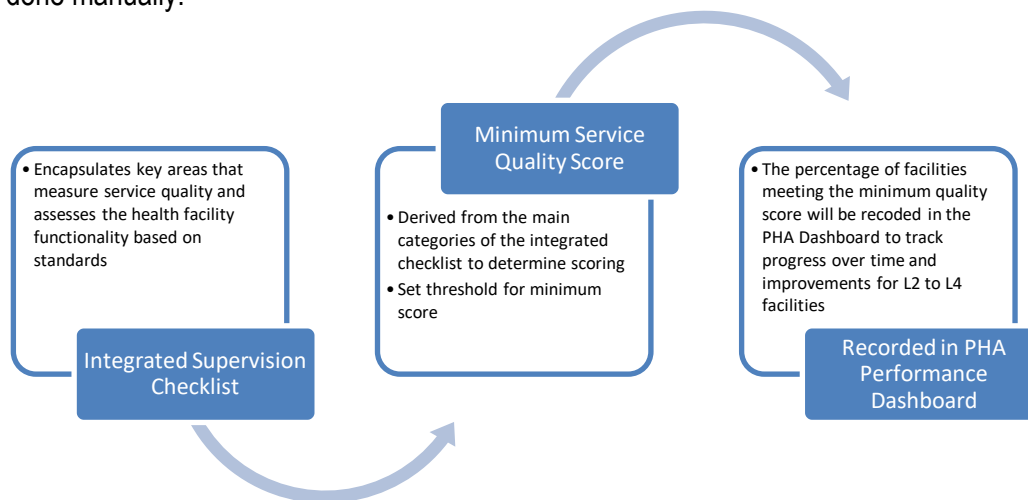 done manually.
• Encapsulates key areas that
measure service quality and
assesses the health facility
functionality based on
standards
Integrated Supervision
Checklist
Minimum Service
Quality Score
• Derived from the main
categories of the integrated
checklist to determine scoring
• Set threshold for minimum
score
• The percentage of facilities
meeting the minimum quality
score will be recoded in the
PHA Dashboard to track
progress over time and
improvements for L2 to L4
facilities
Recorded in PHA
Performance
Dashboard